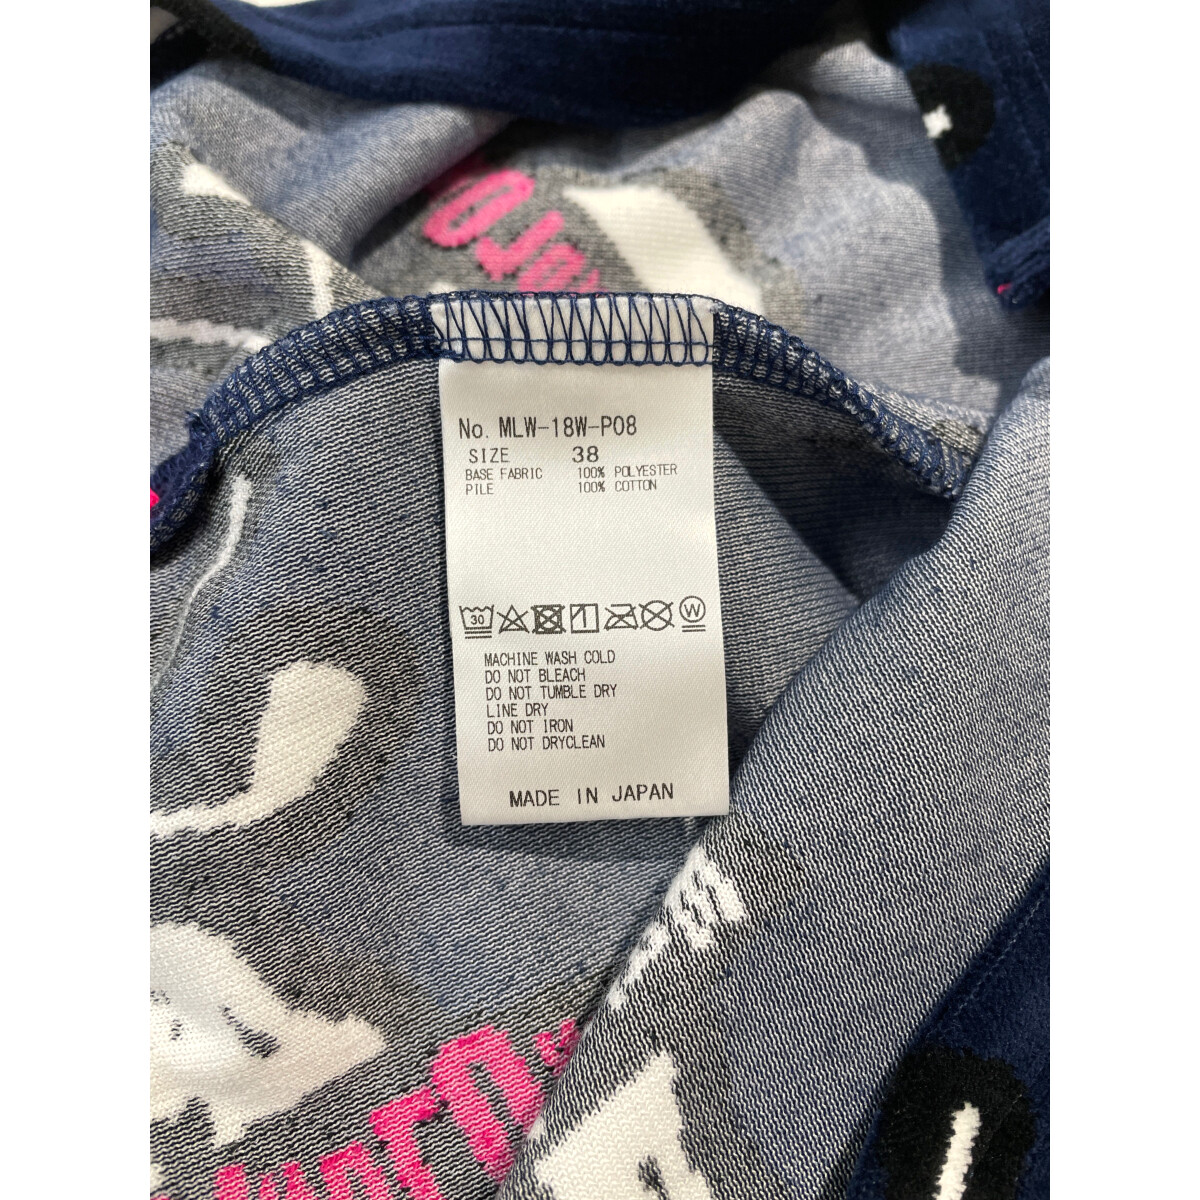 No. MLW-18W-P08
SIZE 38
BASE FABRIC 100% POLYESTER
PILE 100% COTTON
30 W
MACHINE WASH COLD
DO NOT BLEACH
DO NOT TUMBLE DRY
LINE DRY
DO NOT IRON
DO NOT DRYCLEAN
MADE IN JAPAN